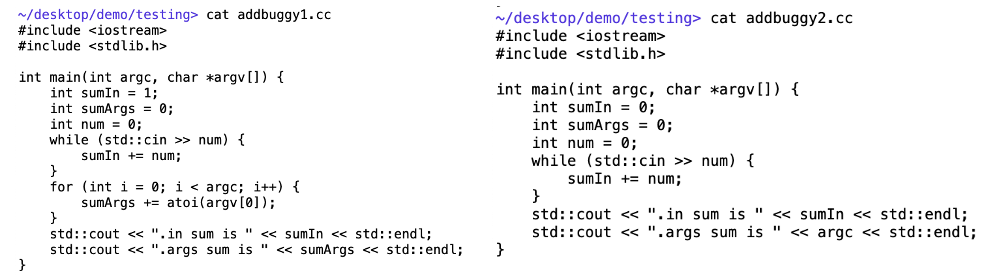 ~/desktop/demo/testing> cat addbuggy1.cc
#include <iostream>
#include <stdlib.h>

int main(int argc, char *argv[]) {
    int sumIn = 1;
    int sumArgs = 0;
    int num = 0;
    while (std::cin >> num) {
        sumIn += num;
    }
    for (int i = 0; i < argc; i++) {
        sumArgs += atoi(argv[0]);
    }
    std::cout << ".in sum is " << sumIn << std::endl;
    std::cout << ".args sum is " << sumArgs << std::endl;
}
~/desktop/demo/testing> cat addbuggy2.cc
#include <iostream>
#include <stdlib.h>

int main(int argc, char *argv[]) {
    int sumIn = 0;
    int sumArgs = 0;
    int num = 0;
    while (std::cin >> num) {
        sumIn += num;
    }
    std::cout << ".in sum is " << sumIn << std::endl;
    std::cout << ".args sum is " << argc << std::endl;
}